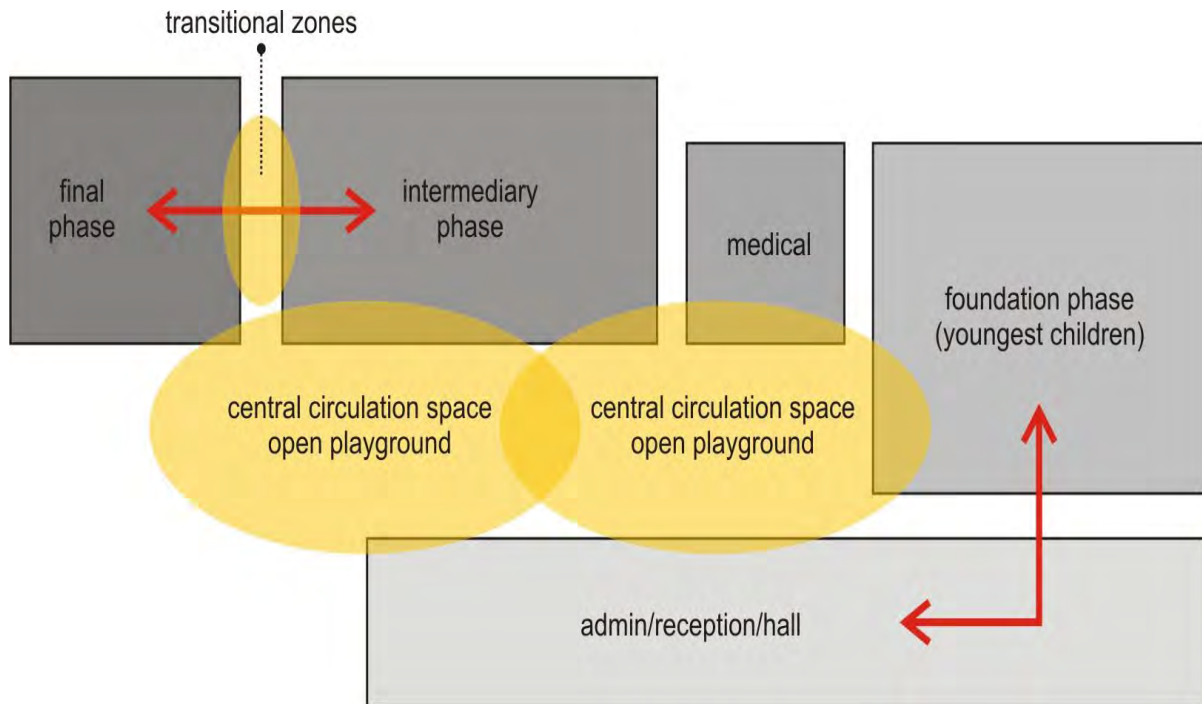 transitional zones
final
phase
intermediary
phase
medical
foundation phase
(youngest children)
central circulation space
open playground
central circulation space
open playground
admin/reception/hall